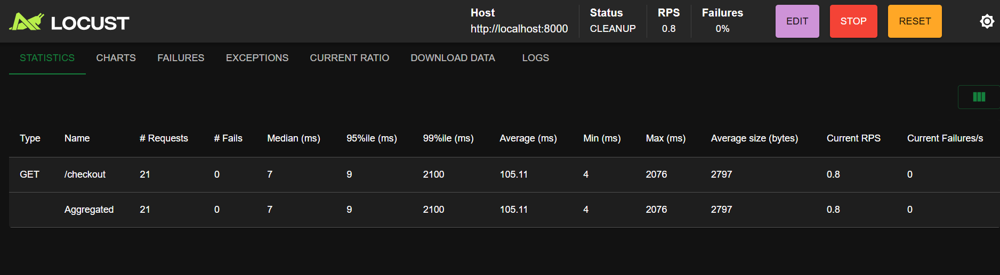 LOCUST
Host
http://localhost:8000
Status
CLEANUP
RPS
0.8
Failures
0%
EDIT
STOP
RESET
STATISTICS CHARTS FAILURES EXCEPTIONS CURRENT RATIO DOWNLOAD DATA LOGS
Type Name # Requests # Fails Median (ms) 95%ile (ms) 99%ile (ms) Average (ms) Min (ms) Max (ms) Average size (bytes) Current RPS Current Failures/s
GET /checkout 21 0 7 9 2100 105.11 4 2076 2797 0.8 0
Aggregated 21 0 7 9 2100 105.11 4 2076 2797 0.8 0